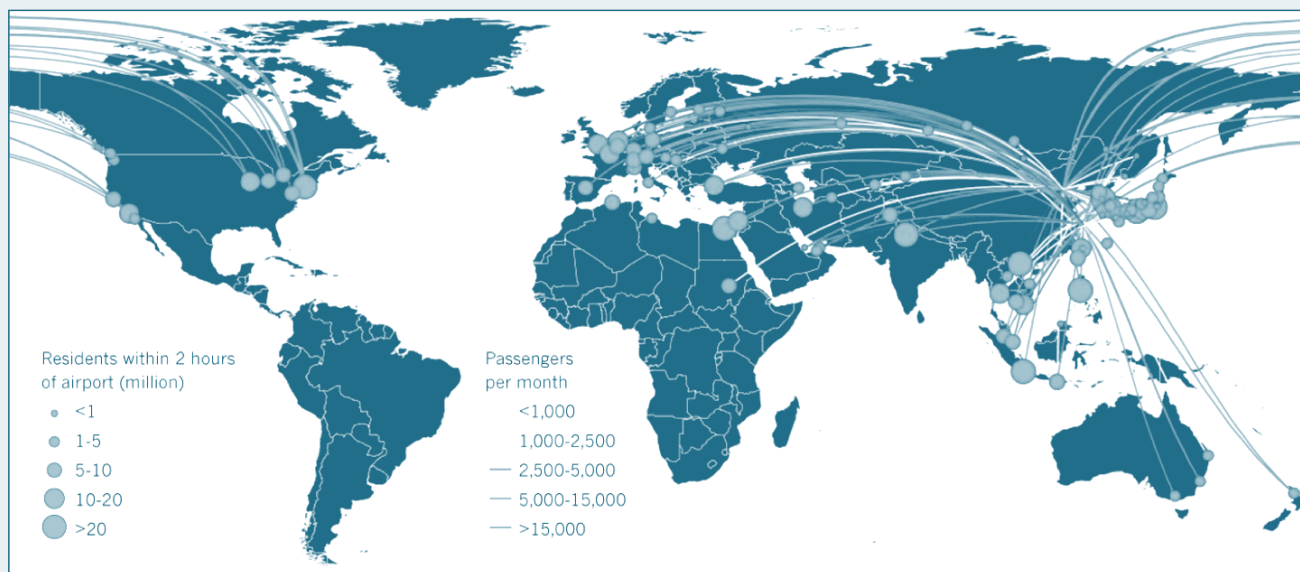 Residents within 2 hours
of airport (million)
<1
1-5
5-10
10-20
>20
Passengers
per month
<1,000
1,000-2,500
2,500-5,000
5,000-15,000
>15,000